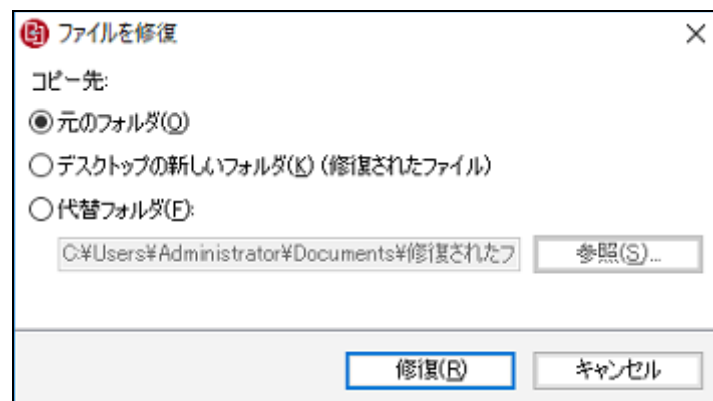 ファイルを修復
コピー先:
元のフォルダ(O)
デスクトップの新しいフォルダ(K) (修復されたファイル)
代替フォルダ(F):
C:¥Users¥Administrator¥Documents¥修復されたフ
参照(S)...
修復(R)
キャンセル